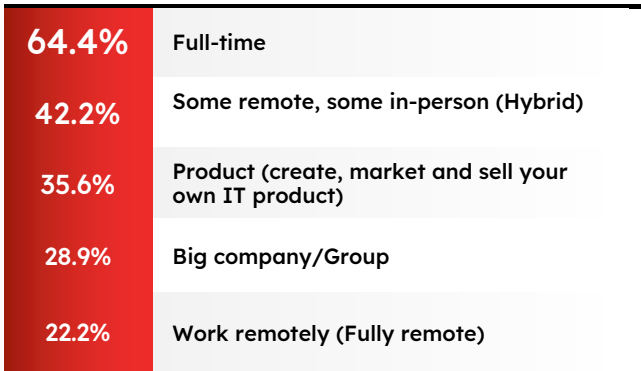 64.4% Full-time
42.2% Some remote, some in-person (Hybrid)
35.6% Product (create, market and sell your
own IT product)
28.9% Big company/Group
22.2% Work remotely (Fully remote)